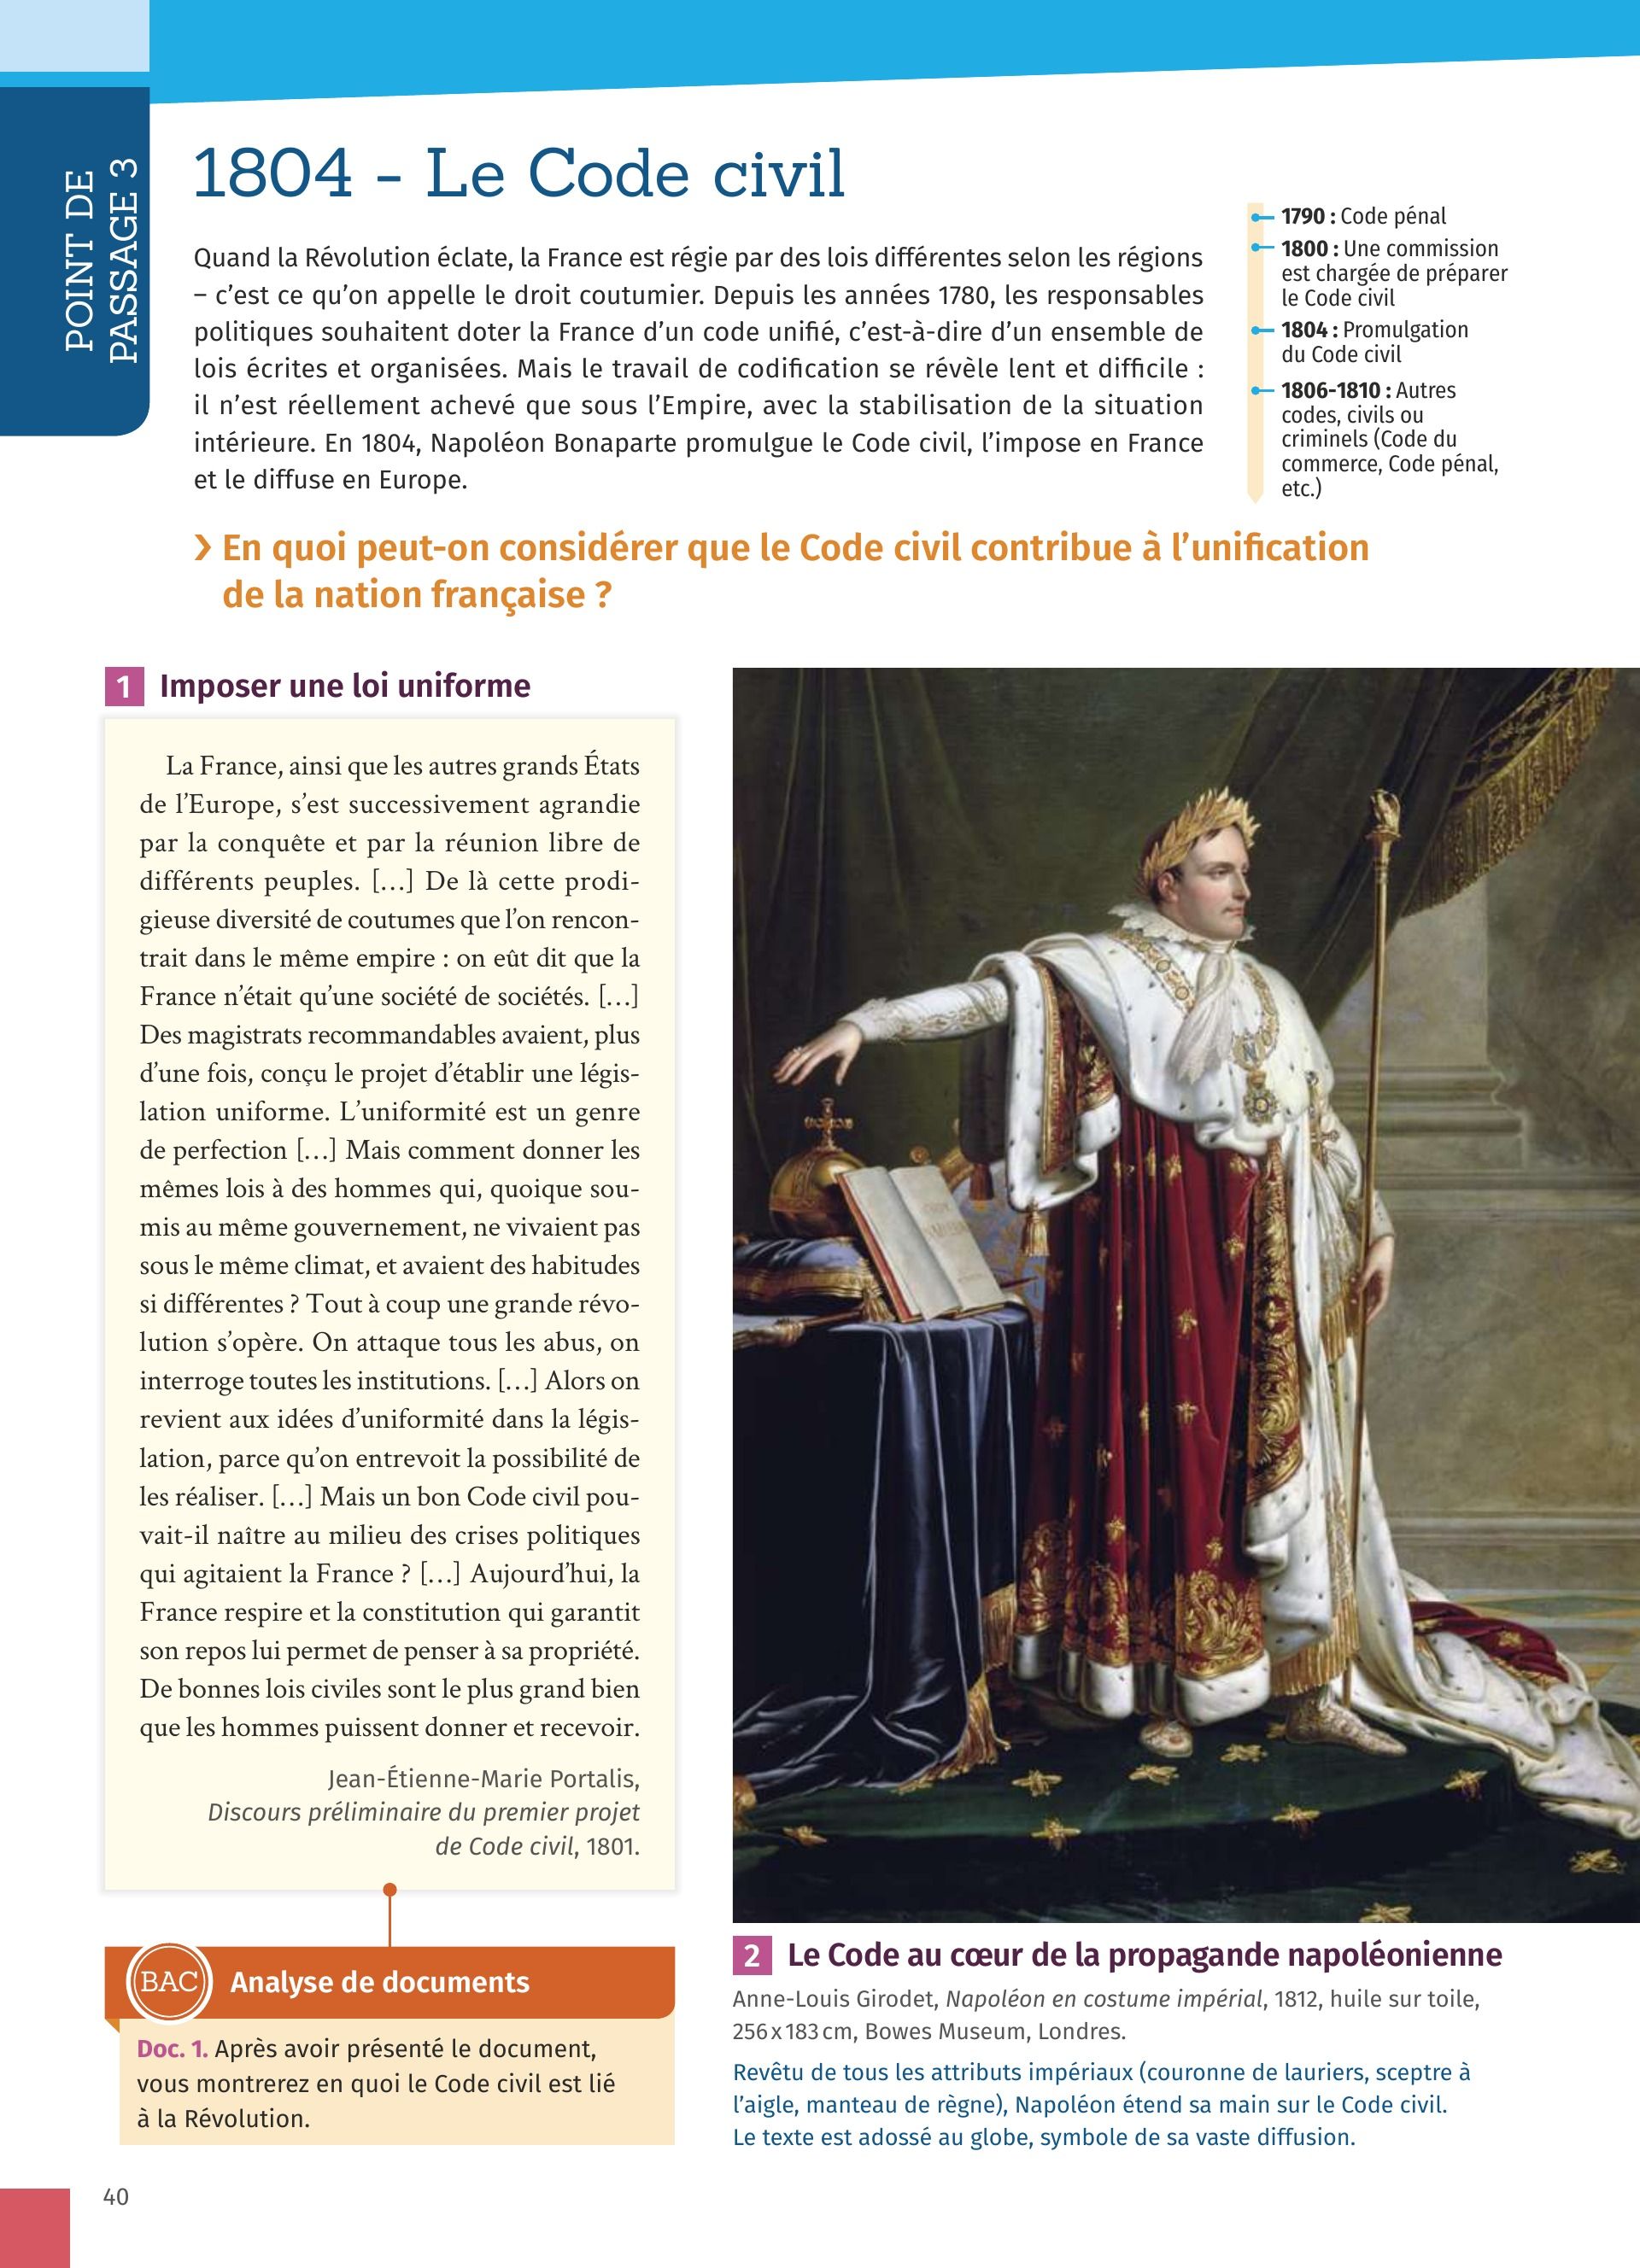 POINT DE
PASSAGE 3
1804 - Le Code civil
Quand la Révolution éclate, la France est régie par des lois différentes selon les régions
– c’est ce qu’on appelle le droit coutumier. Depuis les années 1780, les responsables
politiques souhaitent doter la France d’un code unifié, c’est-à-dire d’un ensemble de
lois écrites et organisées. Mais le travail de codification se révèle lent et difficile :
il n’est réellement achevé que sous l’Empire, avec la stabilisation de la situation
intérieure. En 1804, Napoléon Bonaparte promulgue le Code civil, l’impose en France
et le diffuse en Europe.
1790 : Code pénal
1800 : Une commission
est chargée de préparer
le Code civil
1804 : Promulgation
du Code civil
1806-1810 : Autres
codes, civils ou
criminels (Code du
commerce, Code pénal,
etc.)
› En quoi peut-on considérer que le Code civil contribue à l’unification
de la nation française ?
1 Imposer une loi uniforme
La France, ainsi que les autres grands États
de l’Europe, s’est successivement agrandie
par la conquête et par la réunion libre de
différents peuples. […] De là cette prodi-
gieuse diversité de coutumes que l’on rencon-
trait dans le même empire : on eût dit que la
France n’était qu’une société de sociétés. […]
Des magistrats recommandables avaient, plus
d’une fois, conçu le projet d’établir une légis-
lation uniforme. L’uniformité est un genre
de perfection […] Mais comment donner les
mêmes lois à des hommes qui, quoique sou-
mis au même gouvernement, ne vivaient pas
sous le même climat, et avaient des habitudes
si différentes ? Tout à coup une grande révo-
lution s’opère. On attaque tous les abus, on
interroge toutes les institutions. […] Alors on
revient aux idées d’uniformité dans la légis-
lation, parce qu’on entrevoit la possibilité de
les réaliser. […] Mais un bon Code civil pou-
vait-il naître au milieu des crises politiques
qui agitaient la France ? […] Aujourd’hui, la
France respire et la constitution qui garantit
son repos lui permet de penser à sa propriété.
De bonnes lois civiles sont le plus grand bien
que les hommes puissent donner et recevoir.
Jean-Étienne-Marie Portalis,
Discours préliminaire du premier projet
de Code civil, 1801.
BAC Analyse de documents
Doc. 1. Après avoir présenté le document,
vous montrerez en quoi le Code civil est lié
à la Révolution.
2 Le Code au cœur de la propagande napoléonienne
Anne-Louis Girodet, Napoléon en costume impérial, 1812, huile sur toile,
256 x 183 cm, Bowes Museum, Londres.
Revêtu de tous les attributs impériaux (couronne de lauriers, sceptre à
l’aigle, manteau de règne), Napoléon étend sa main sur le Code civil.
Le texte est adossé au globe, symbole de sa vaste diffusion.
40